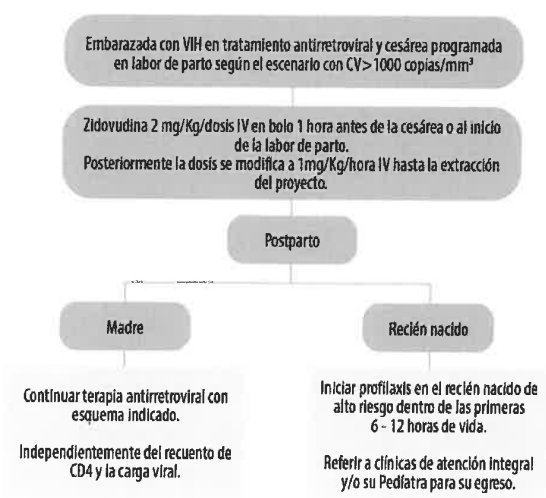 Embarazada con VIH en tratamiento antirretroviral y cesárea programada
en labor de parto según el escenario con CV>1000 copias/mm³
Zidovudina 2 mg/Kg/dosis IV en bolo 1 hora antes de la cesárea o al inicio
de la labor de parto.
Posteriormente la dosis se modifica a 1mg/Kg/hora IV hasta la extracción
del proyecto.
Postparto
Madre
Recién nacido
Continuar terapia antirretroviral con
esquema indicado.
Independientemente del recuento de
CD4 y la carga viral.
Iniciar profilaxis en el recién nacido de
alto riesgo dentro de las primeras
6 - 12 horas de vida.
Referir a clínicas de atención integral
y/o su Pediatra para su egreso.